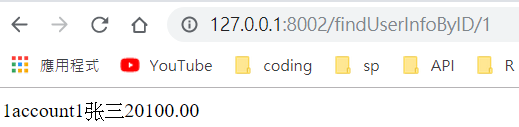 127.0.0.1:8002/findUserInfoByID/1
應用程式 YouTube coding sp API R
1account1张三20100.00